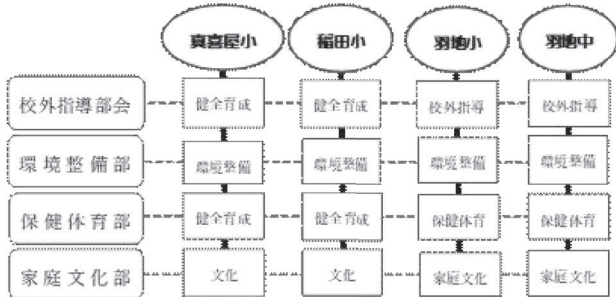 真喜屋小 稲田小 羽地小 羽地中
校外指導部会 健全育成 健全育成 校外指導 校外指導
環境整備部 環境整備 環境整備 環境整備 環境整備
保健体育部 健全育成 健全育成 保健体育 保健体育
家庭文化部 文化 文化 家庭文化 家庭文化